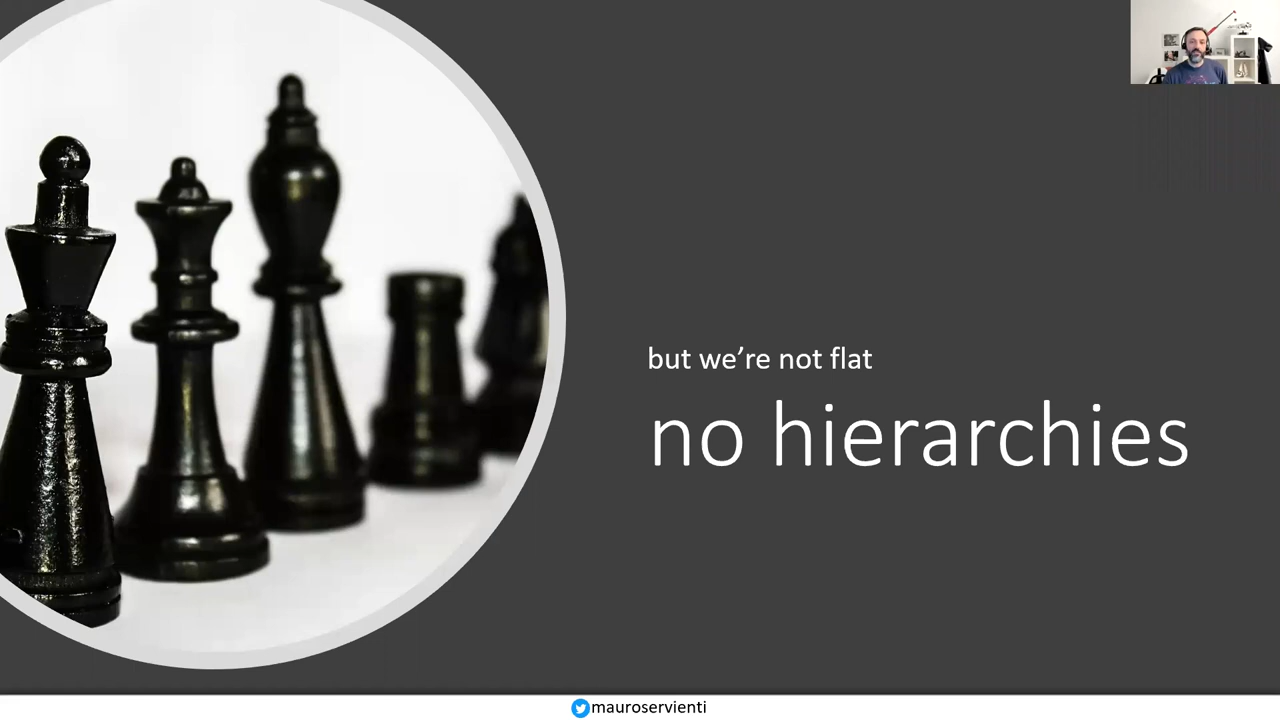 but we’re not flat
no hierarchies
mauroservienti